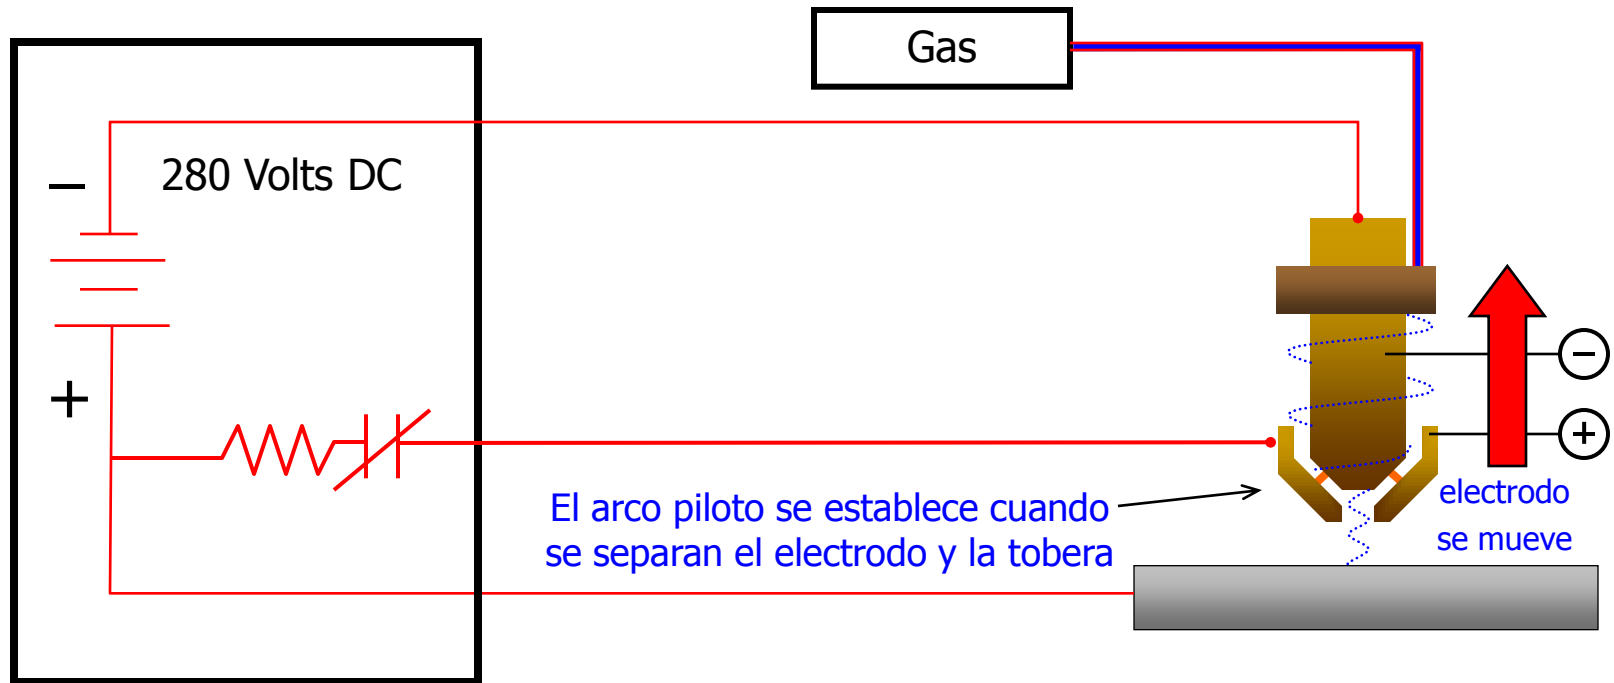 Gas
280 Volts DC
−
+
−
+
El arco piloto se establece cuando
se separan el electrodo y la tobera
electrodo
se mueve